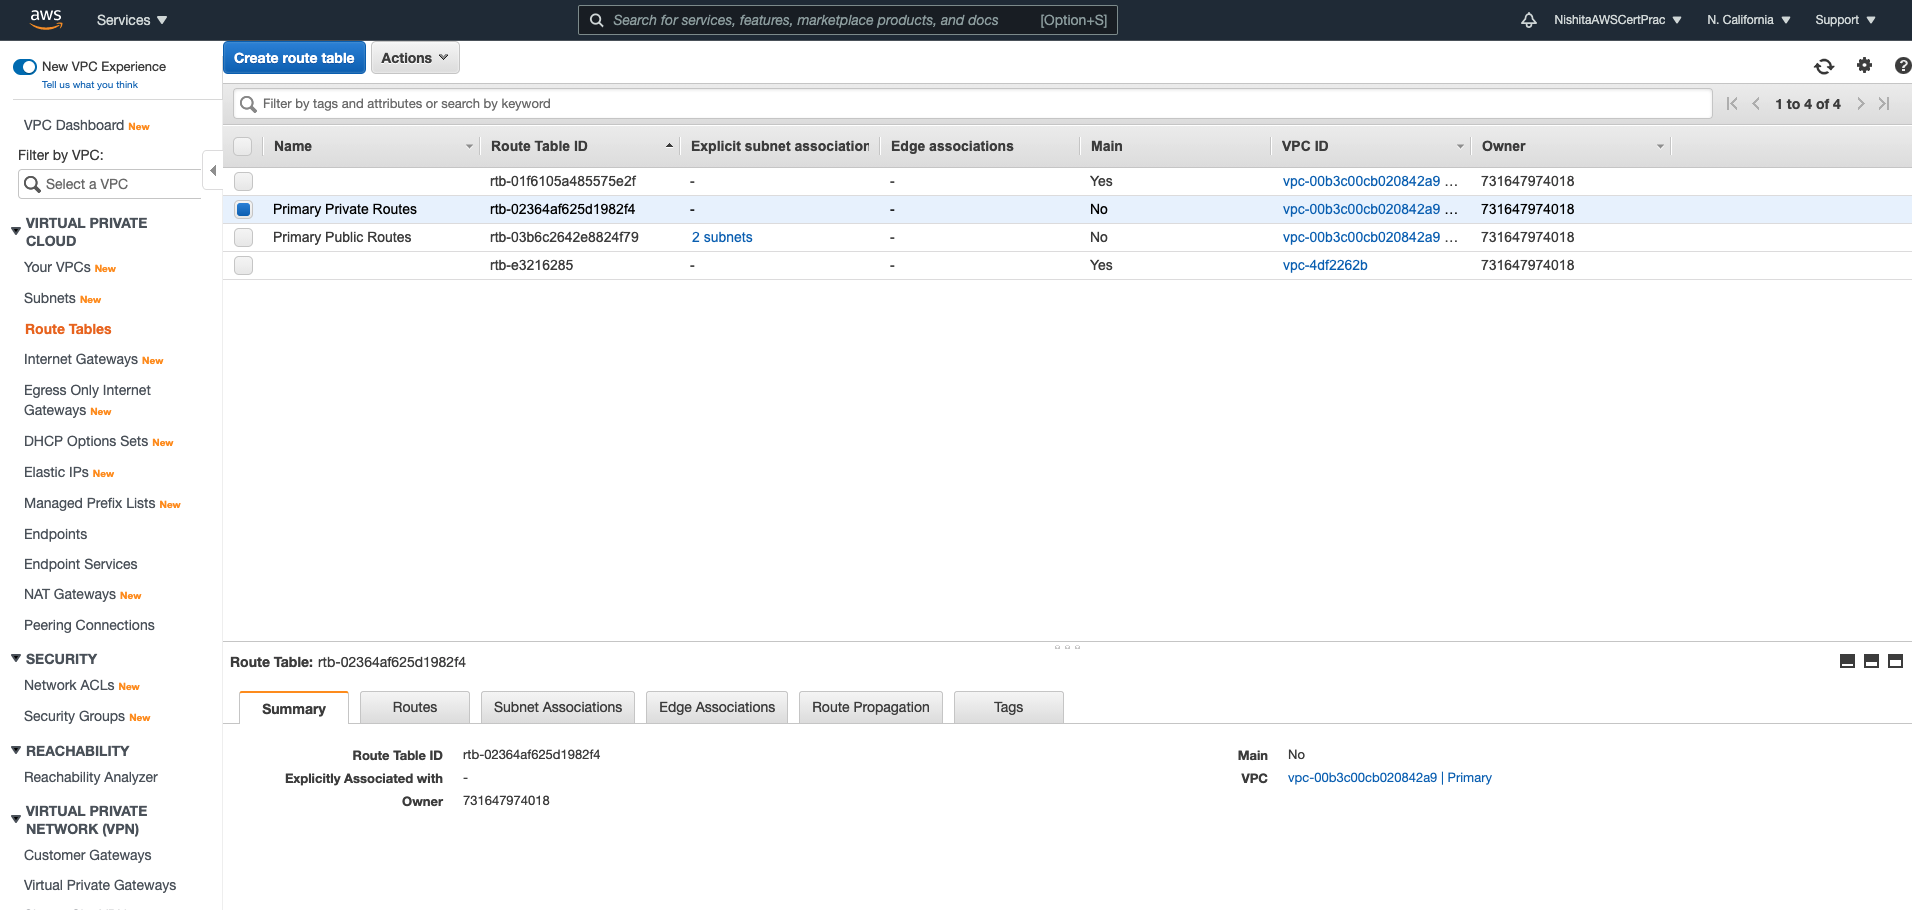 aws Services Search for services, features, marketplace products, and docs [Option+S] NishitaAWSCertPrac N. California Support
New VPC Experience
Tell us what you think
VPC Dashboard New
Filter by VPC:
Select a VPC
VIRTUAL PRIVATE
CLOUD
Your VPCs New
Subnets New
Route Tables
Internet Gateways New
Egress Only Internet
Gateways New
DHCP Options Sets New
Elastic IPs New
Managed Prefix Lists New
Endpoints
Endpoint Services
NAT Gateways New
Peering Connections
SECURITY
Network ACLs New
Security Groups New
REACHABILITY
Reachability Analyzer
VIRTUAL PRIVATE
NETWORK (VPN)
Customer Gateways
Virtual Private Gateways
Create route table Actions
Filter by tags and attributes or search by keyword 1 to 4 of 4
Name Route Table ID Explicit subnet association Edge associations Main VPC ID Owner
rtb-01f6105a485575e2f - - Yes vpc-00b3c00cb020842a9 ... 731647974018
Primary Private Routes rtb-02364af625d1982f4 - - No vpc-00b3c00cb020842a9 ... 731647974018
Primary Public Routes rtb-03b6c2642e8824f79 2 subnets - No vpc-00b3c00cb020842a9 ... 731647974018
rtb-e3216285 - - Yes vpc-4df2262b 731647974018
Route Table: rtb-02364af625d1982f4
Summary Routes Subnet Associations Edge Associations Route Propagation Tags
Route Table ID rtb-02364af625d1982f4 Main No
Explicitly Associated with - VPC vpc-00b3c00cb020842a9 | Primary
Owner 731647974018